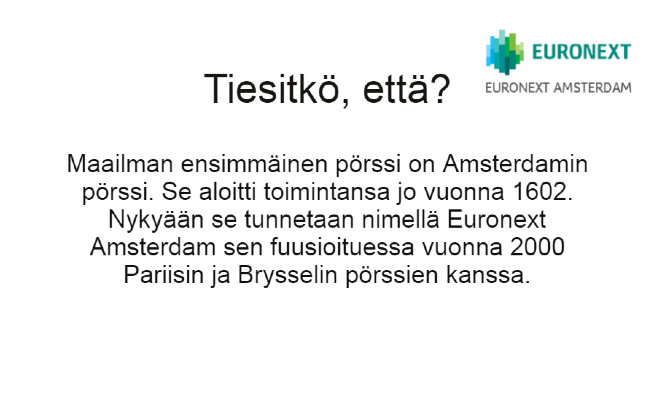 EURONEXT
EURONEXT AMSTERDAM
Tiesitkö, että?
Maailman ensimmäinen pörssi on Amsterdamin
pörssi. Se aloitti toimintansa jo vuonna 1602.
Nykyään se tunnetaan nimellä Euronext
Amsterdam sen fuusioituessa vuonna 2000
Pariisin ja Brysselin pörssien kanssa.